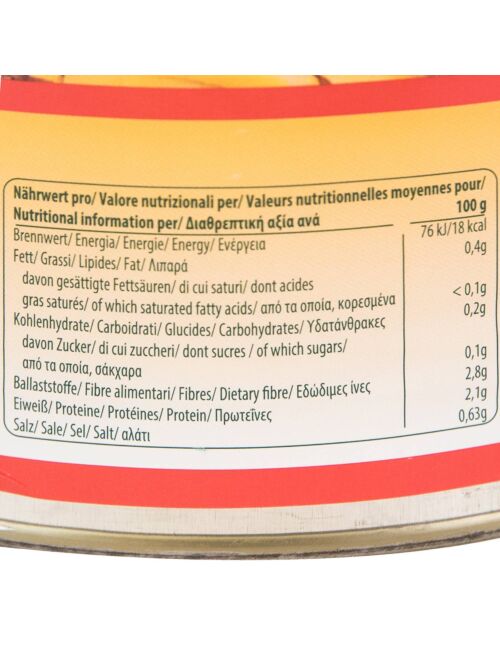 Nährwert pro/ Valore nutrizionali per/ Valeurs nutritionnelles moyennes pour/
Nutritional information per/ Διαθρεπτική αξία ανά 100 g
Brennwert/ Energia/ Energie/ Energy/ Ενέργεια 76 kJ/18 kcal
Fett/ Grassi/ Lipides/ Fat/ Λιπαρά 0,4g
davon gesättigte Fettsäuren/ di cui saturi/ dont acides
gras saturés/ of which saturated fatty acids/ από τα οποία, κορεσμένα < 0,1g
Kohlenhydrate/ Carboidrati/ Glucides/ Carbohydrates/ Υδατάνθρακες 0,2g
davon Zucker/ di cui zuccheri/ dont sucres / of which sugars/
από τα οποία, σάκχαρα 0,1g
Ballaststoffe/ Fibre alimentari/ Fibres/ Dietary fibre/ Εδώδιμες ίνες 2,8g
Eiweiß/ Proteine/ Protéines/ Protein/ Πρωτεΐνες 2,1g
Salz/ Sale/ Sel/ Salt/ αλάτι 0,63g